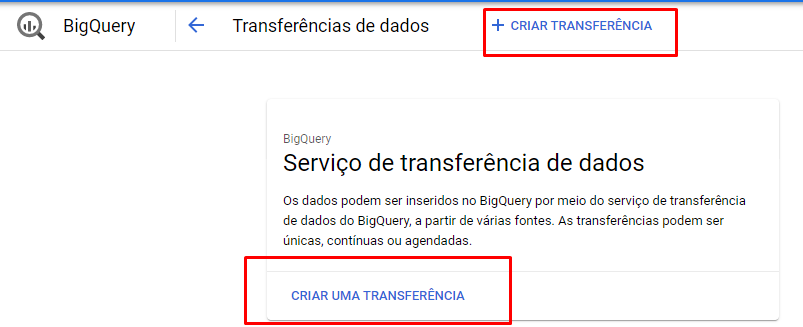 BigQuery Transferências de dados CRIAR TRANSFERÊNCIA
BigQuery
Serviço de transferência de dados
Os dados podem ser inseridos no BigQuery por meio do serviço de transferência
de dados do BigQuery, a partir de várias fontes. As transferências podem ser
únicas, contínuas ou agendadas.
CRIAR UMA TRANSFERÊNCIA